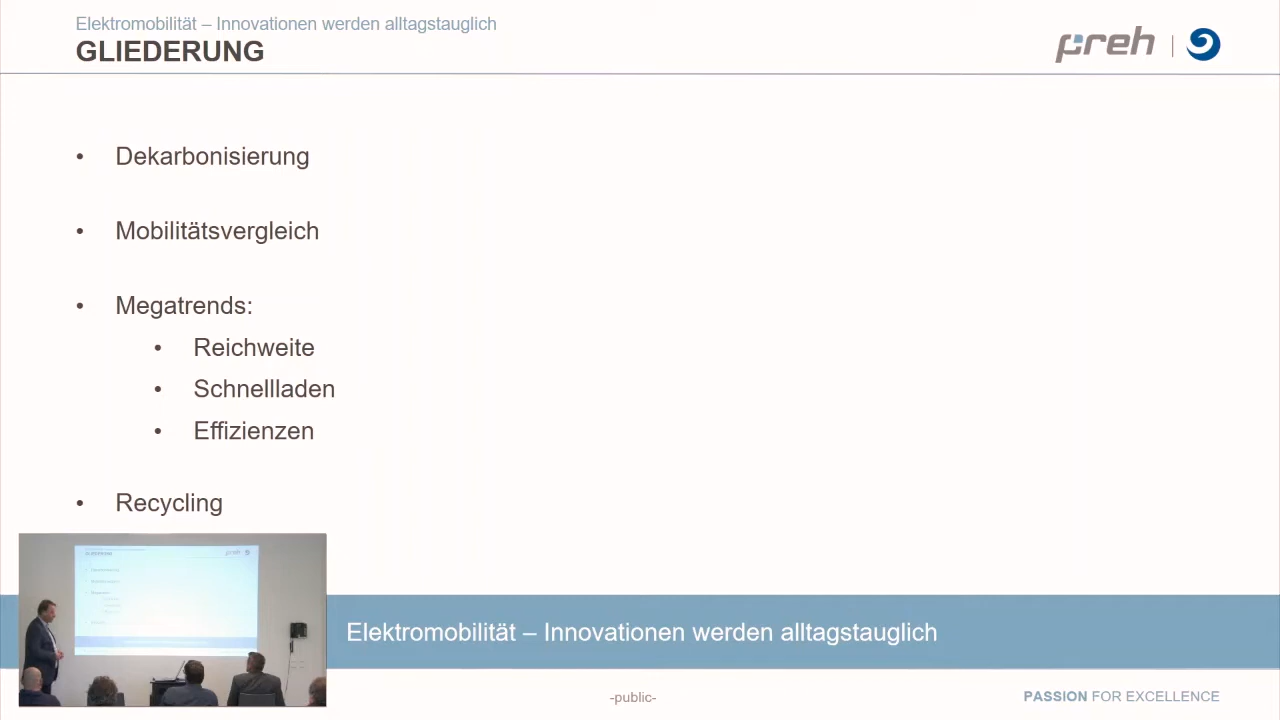 Elektromobilität – Innovationen werden alltagstauglich
GLIEDERUNG
preh
• Dekarbonisierung
• Mobilitätsvergleich
• Megatrends:
• Reichweite
• Schnellladen
• Effizienzen
• Recycling
Elektromobilität – Innovationen werden alltagstauglich
-public-
PASSION FOR EXCELLENCE